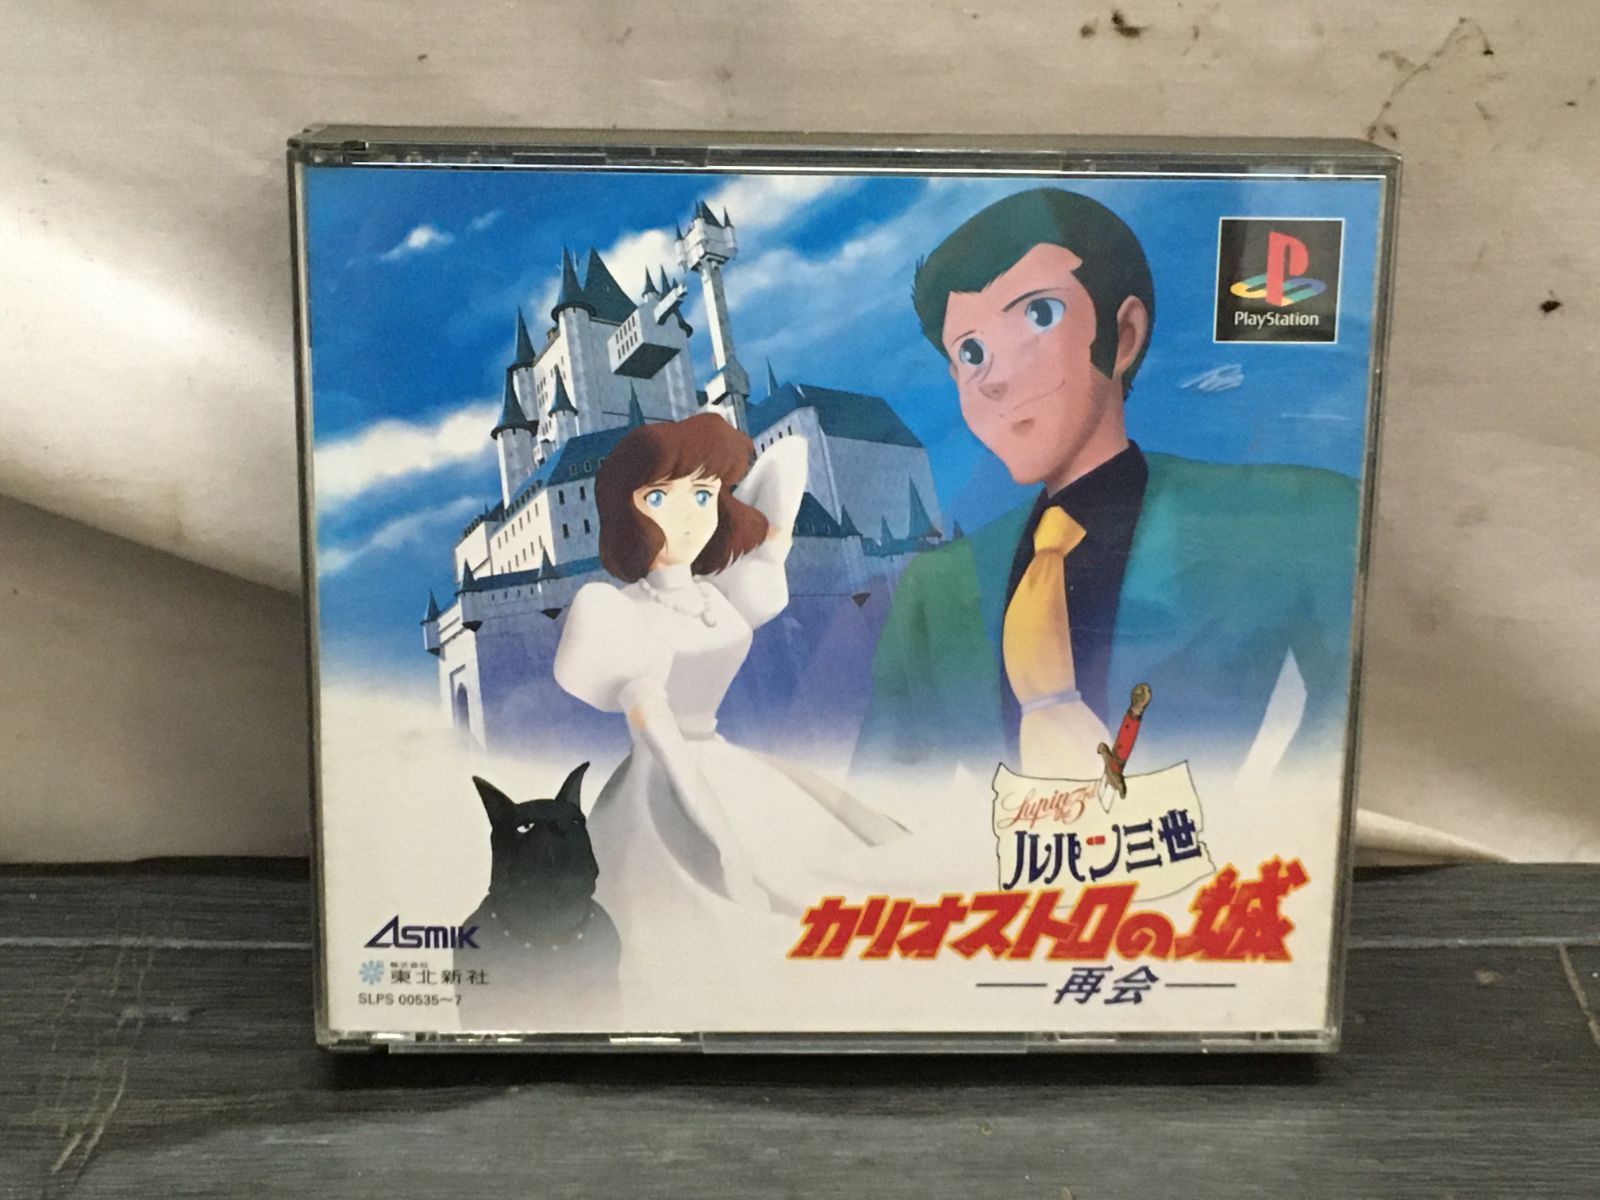 PlayStation
Lupin the 3rd
ルパン三世
カリオストロの城
再会
ASMIK
株式会社
東北新社
SLPS 00535〜7